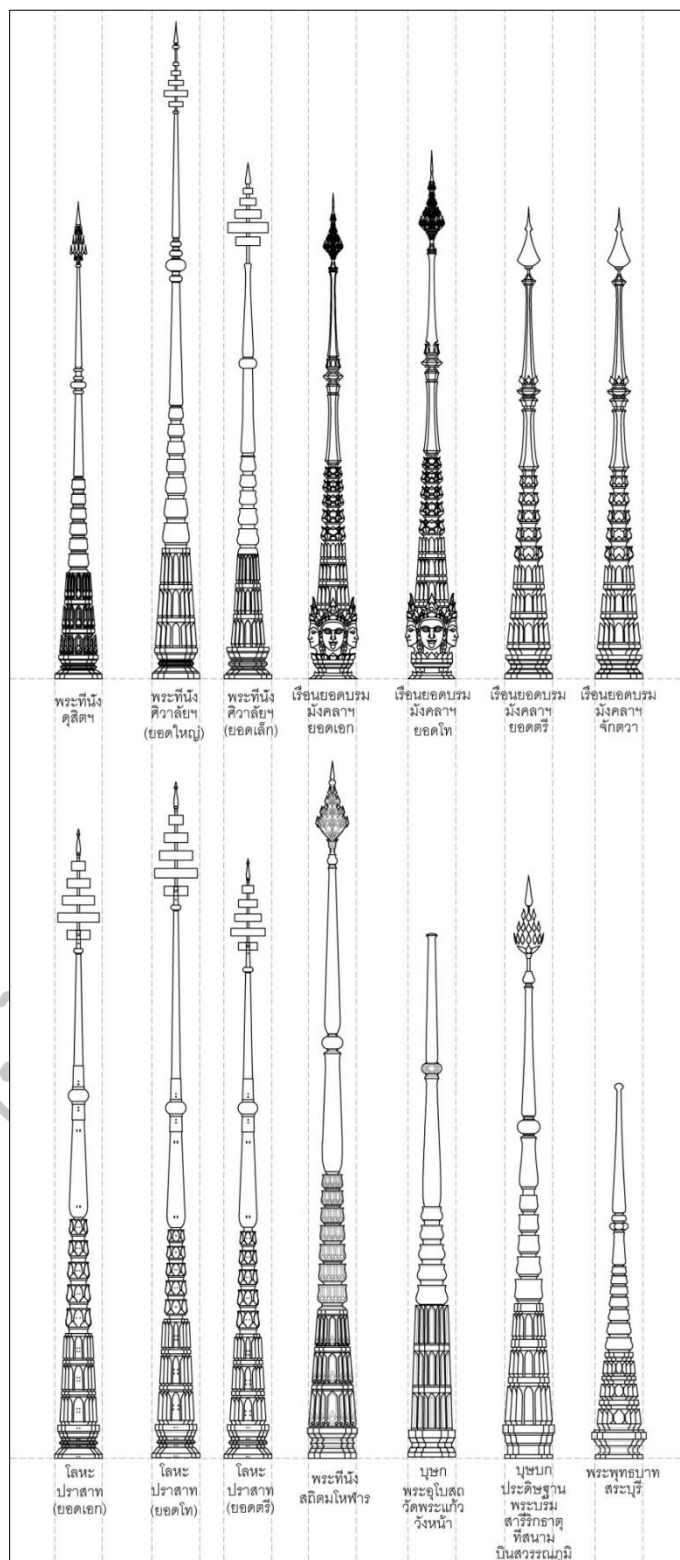 พระที่นั่ง
ดุสิตฯ
พระที่นั่ง
ศิวาลัยฯ
(ยอดใหญ่)
พระที่นั่ง
ศิวาลัยฯ
(ยอดเล็ก)
เรือนยอดบรม
มังคลาฯ
ยอดเอก
เรือนยอดบรม
มังคลาฯ
ยอดโท
เรือนยอดบรม
มังคลาฯ
ยอดตรี
เรือนยอดบรม
มังคลาฯ
จัตวา
โลหะ
ปราสาท
(ยอดเอก)
โลหะ
ปราสาท
(ยอดโท)
โลหะ
ปราสาท
(ยอดตรี)
พระที่นั่ง
สถิตมโหฬาร
บุษก
พระอุโบสถ
วัดพระแก้ว
วังหน้า
บุษบก
ประดิษฐาน
พระบรม
สารีริกธาตุ
ที่สนาม
บินสุวรรณภูมิ
พระพุทธบาท
สระบุรี